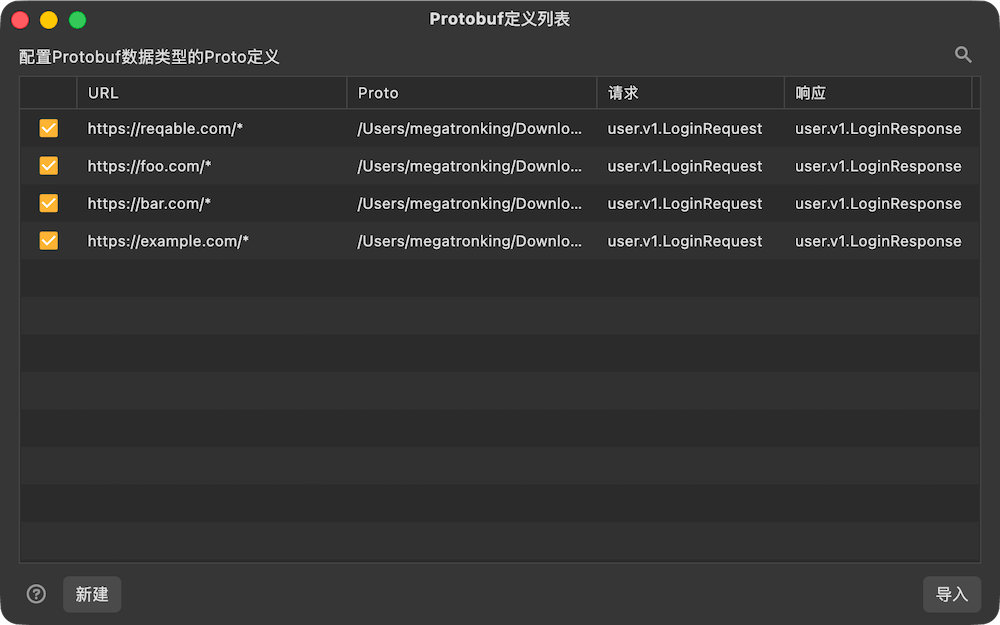 Protobuf定义列表
配置Protobuf数据类型的Proto定义
URL Proto 请求 响应
https://reqable.com/* /Users/megatronking/Downlo... user.v1.LoginRequest user.v1.LoginResponse
https://foo.com/* /Users/megatronking/Downlo... user.v1.LoginRequest user.v1.LoginResponse
https://bar.com/* /Users/megatronking/Downlo... user.v1.LoginRequest user.v1.LoginResponse
https://example.com/* /Users/megatronking/Downlo... user.v1.LoginRequest user.v1.LoginResponse
? 新建 导入